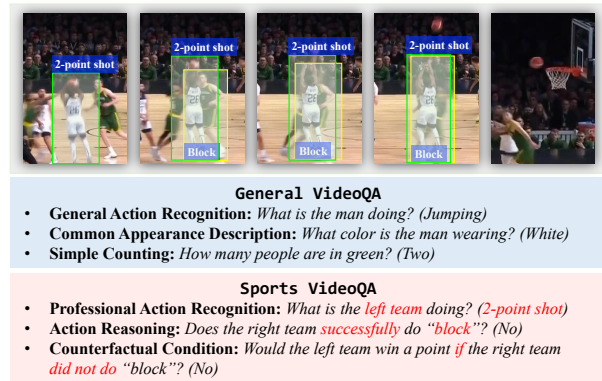 2-point shot
2-point shot
2-point shot
2-point shot
Block
Block
Block
General VideoQA
• General Action Recognition: What is the man doing? (Jumping)
• Common Appearance Description: What color is the man wearing? (White)
• Simple Counting: How many people are in green? (Two)
Sports VideoQA
• Professional Action Recognition: What is the left team doing? (2-point shot)
• Action Reasoning: Does the right team successfully do “block”? (No)
• Counterfactual Condition: Would the left team win a point if the right team
did not do “block”? (No)